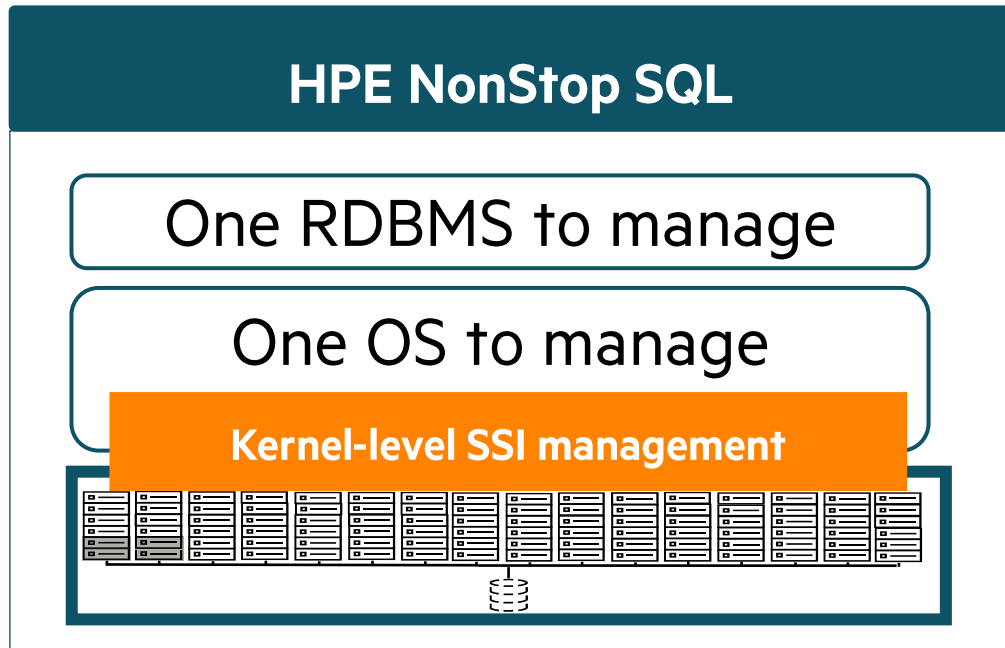 HPE NonStop SQL
One RDBMS to manage
One OS to manage
Kernel-level SSI management